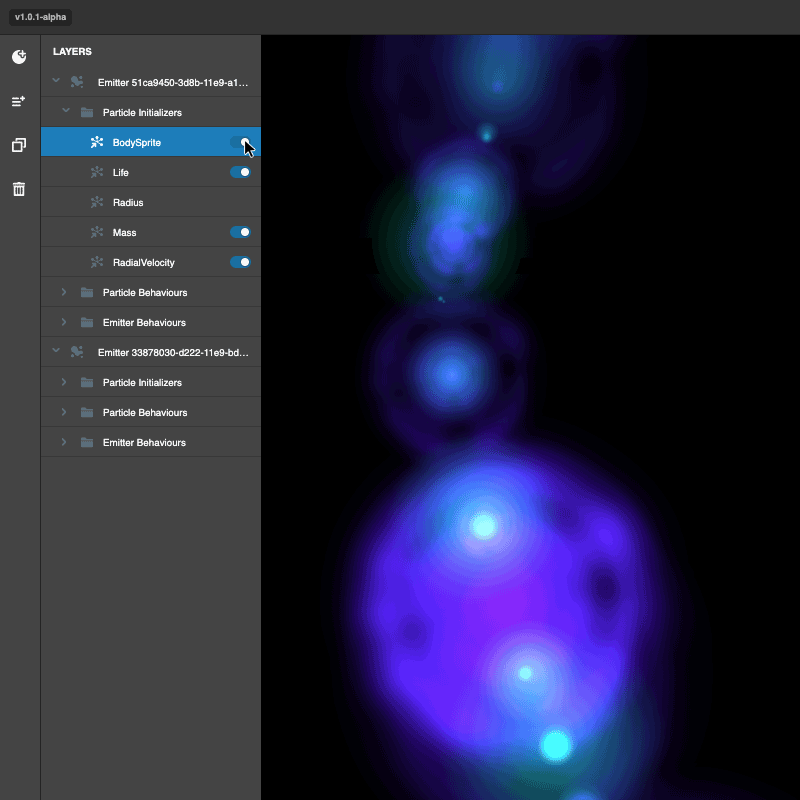 v1.0.1-alpha
LAYERS
Emitter 51ca9450-3d8b-11e9-a1...
Particle Initializers
BodySprite
Life
Radius
Mass
RadialVelocity
Particle Behaviours
Emitter Behaviours
Emitter 33878030-d222-11e9-bd...
Particle Initializers
Particle Behaviours
Emitter Behaviours